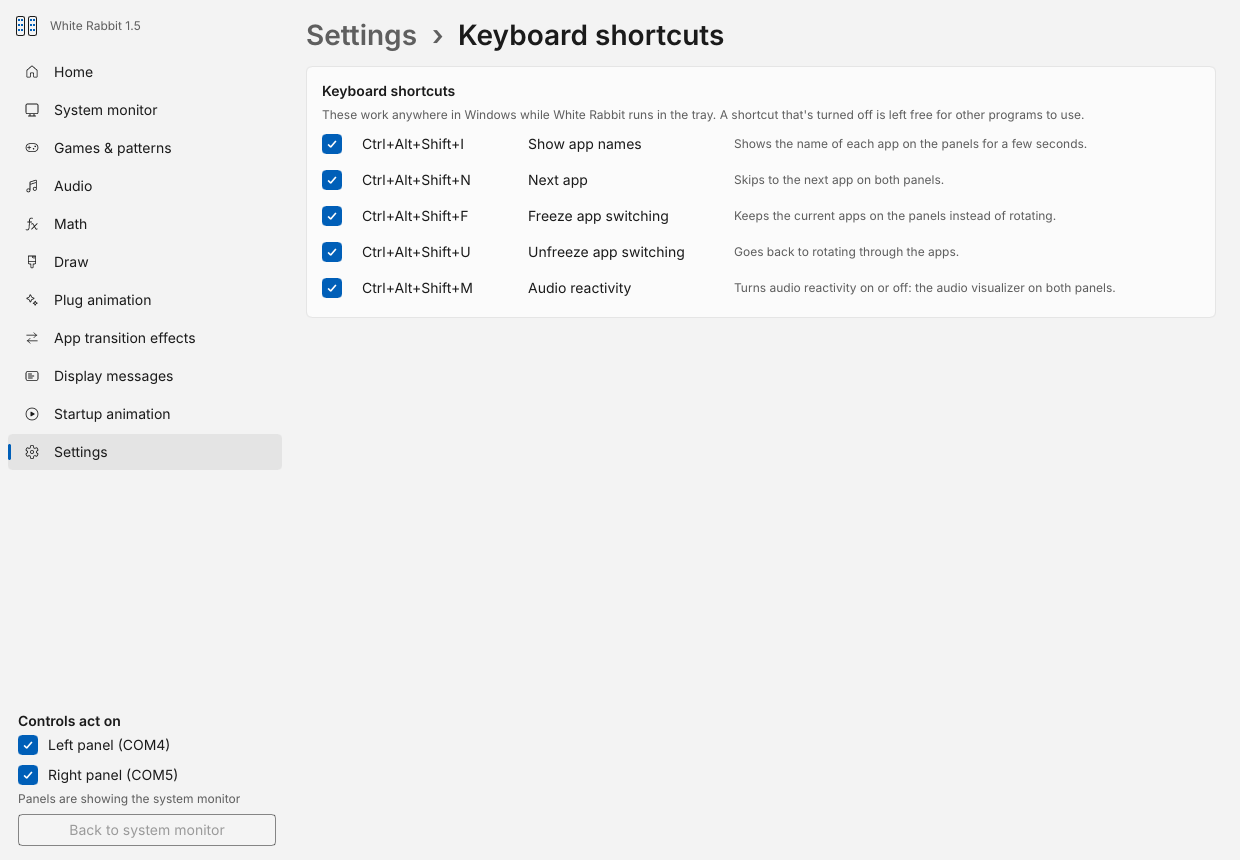 White Rabbit 1.5
Home
System monitor
Games & patterns
Audio
Math
Draw
Plug animation
App transition effects
Display messages
Startup animation
Settings
Controls act on
Left panel (COM4)
Right panel (COM5)
Panels are showing the system monitor
Back to system monitor
Settings › Keyboard shortcuts
Keyboard shortcuts
These work anywhere in Windows while White Rabbit runs in the tray. A shortcut that's turned off is left free for other programs to use.
Ctrl+Alt+Shift+I Show app names Shows the name of each app on the panels for a few seconds.
Ctrl+Alt+Shift+N Next app Skips to the next app on both panels.
Ctrl+Alt+Shift+F Freeze app switching Keeps the current apps on the panels instead of rotating.
Ctrl+Alt+Shift+U Unfreeze app switching Goes back to rotating through the apps.
Ctrl+Alt+Shift+M Audio reactivity Turns audio reactivity on or off: the audio visualizer on both panels.